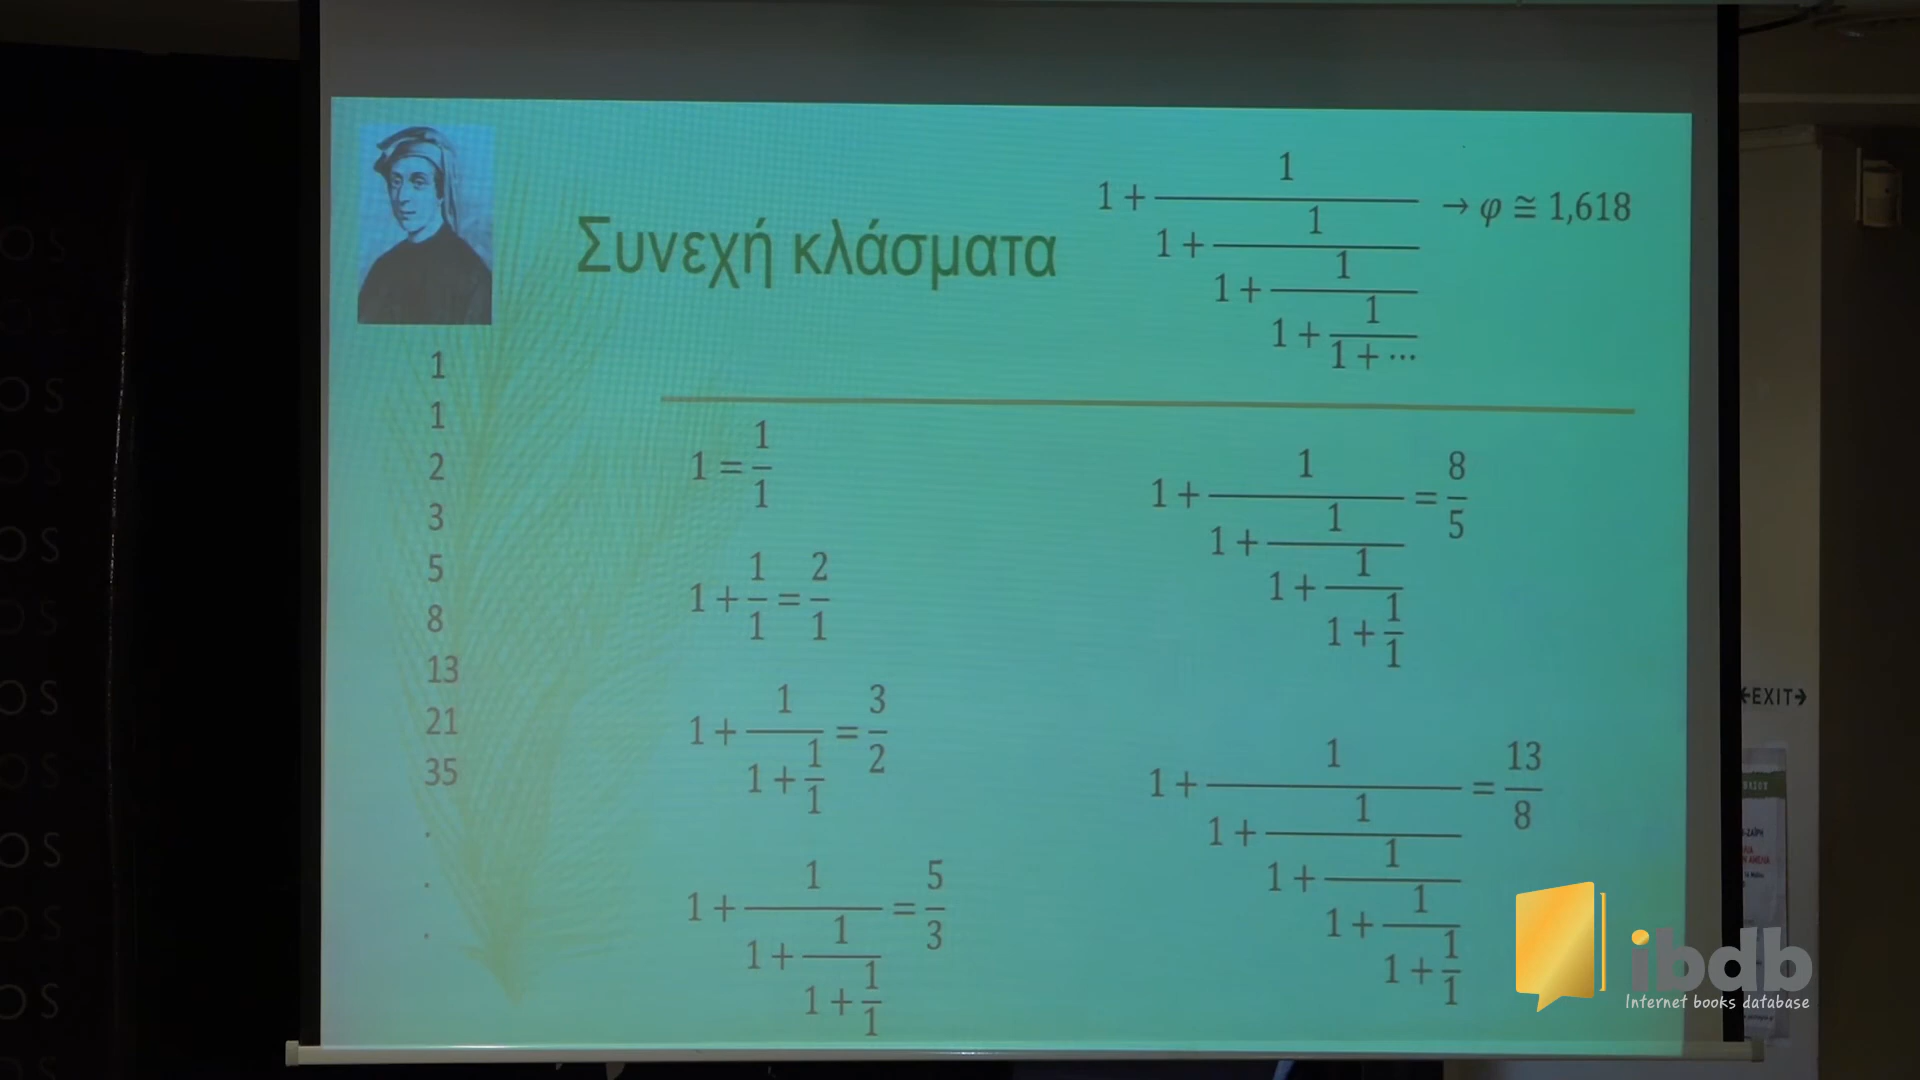 Συνεχή κλάσματα
1 + 1 / (1 + 1 / (1 + 1 / (1 + 1 / (1 + ⋯)))) → φ ≅ 1,618
1
1
2
3
5
8
13
21
35
.
.
.
1 = 1/1
1 + 1/1 = 2/1
1 + 1 / (1 + 1/1) = 3/2
1 + 1 / (1 + 1 / (1 + 1/1)) = 5/3
1 + 1 / (1 + 1 / (1 + 1 / (1 + 1/1))) = 8/5
1 + 1 / (1 + 1 / (1 + 1 / (1 + 1 / (1 + 1/1)))) = 13/8
←EXIT→
ibdb
Internet books database